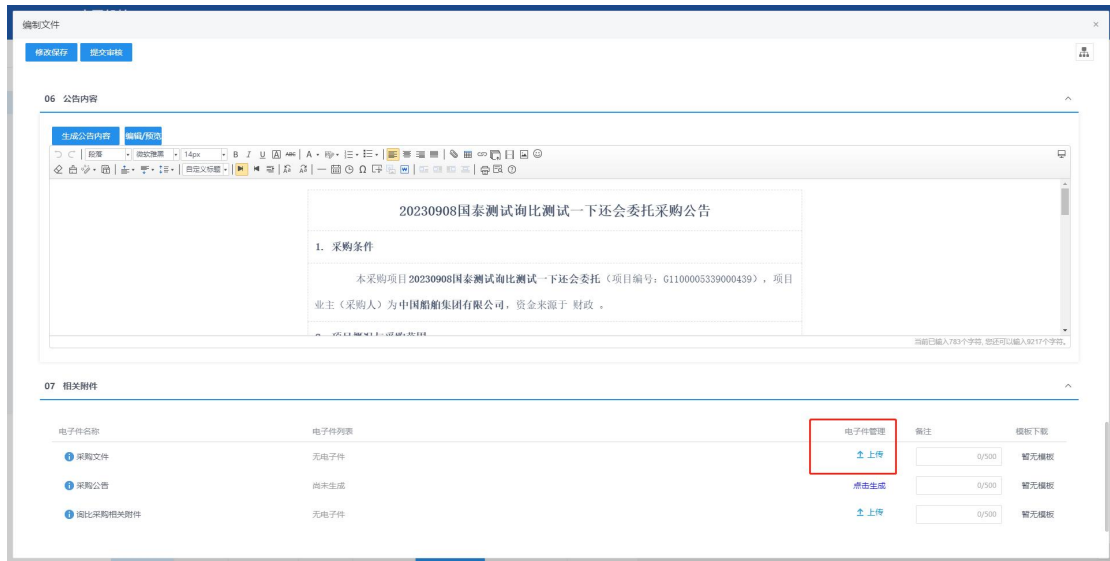 编制文件
×
修改保存 提交审核
06 公告内容
生成公告内容 编辑/预览
段落 微软雅黑 14px B I U A ABC A
自定义标题
20230908国泰测试询比测试一下还会委托采购公告
1. 采购条件
本采购项目20230908国泰测试询比测试一下还会委托（项目编号：G1100005339000439），项目
业主（采购人）为中国船舶集团有限公司，资金来源于 财政 。
当前已输入783个字符, 您还可以输入9217个字符。
07 相关附件
电子件名称 电子件列表 电子件管理 备注 模板下载
采购文件 无电子件 上传 0/500 暂无模板
采购公告 尚未生成 点击生成 0/500 暂无模板
询比采购相关附件 无电子件 上传 0/500 暂无模板